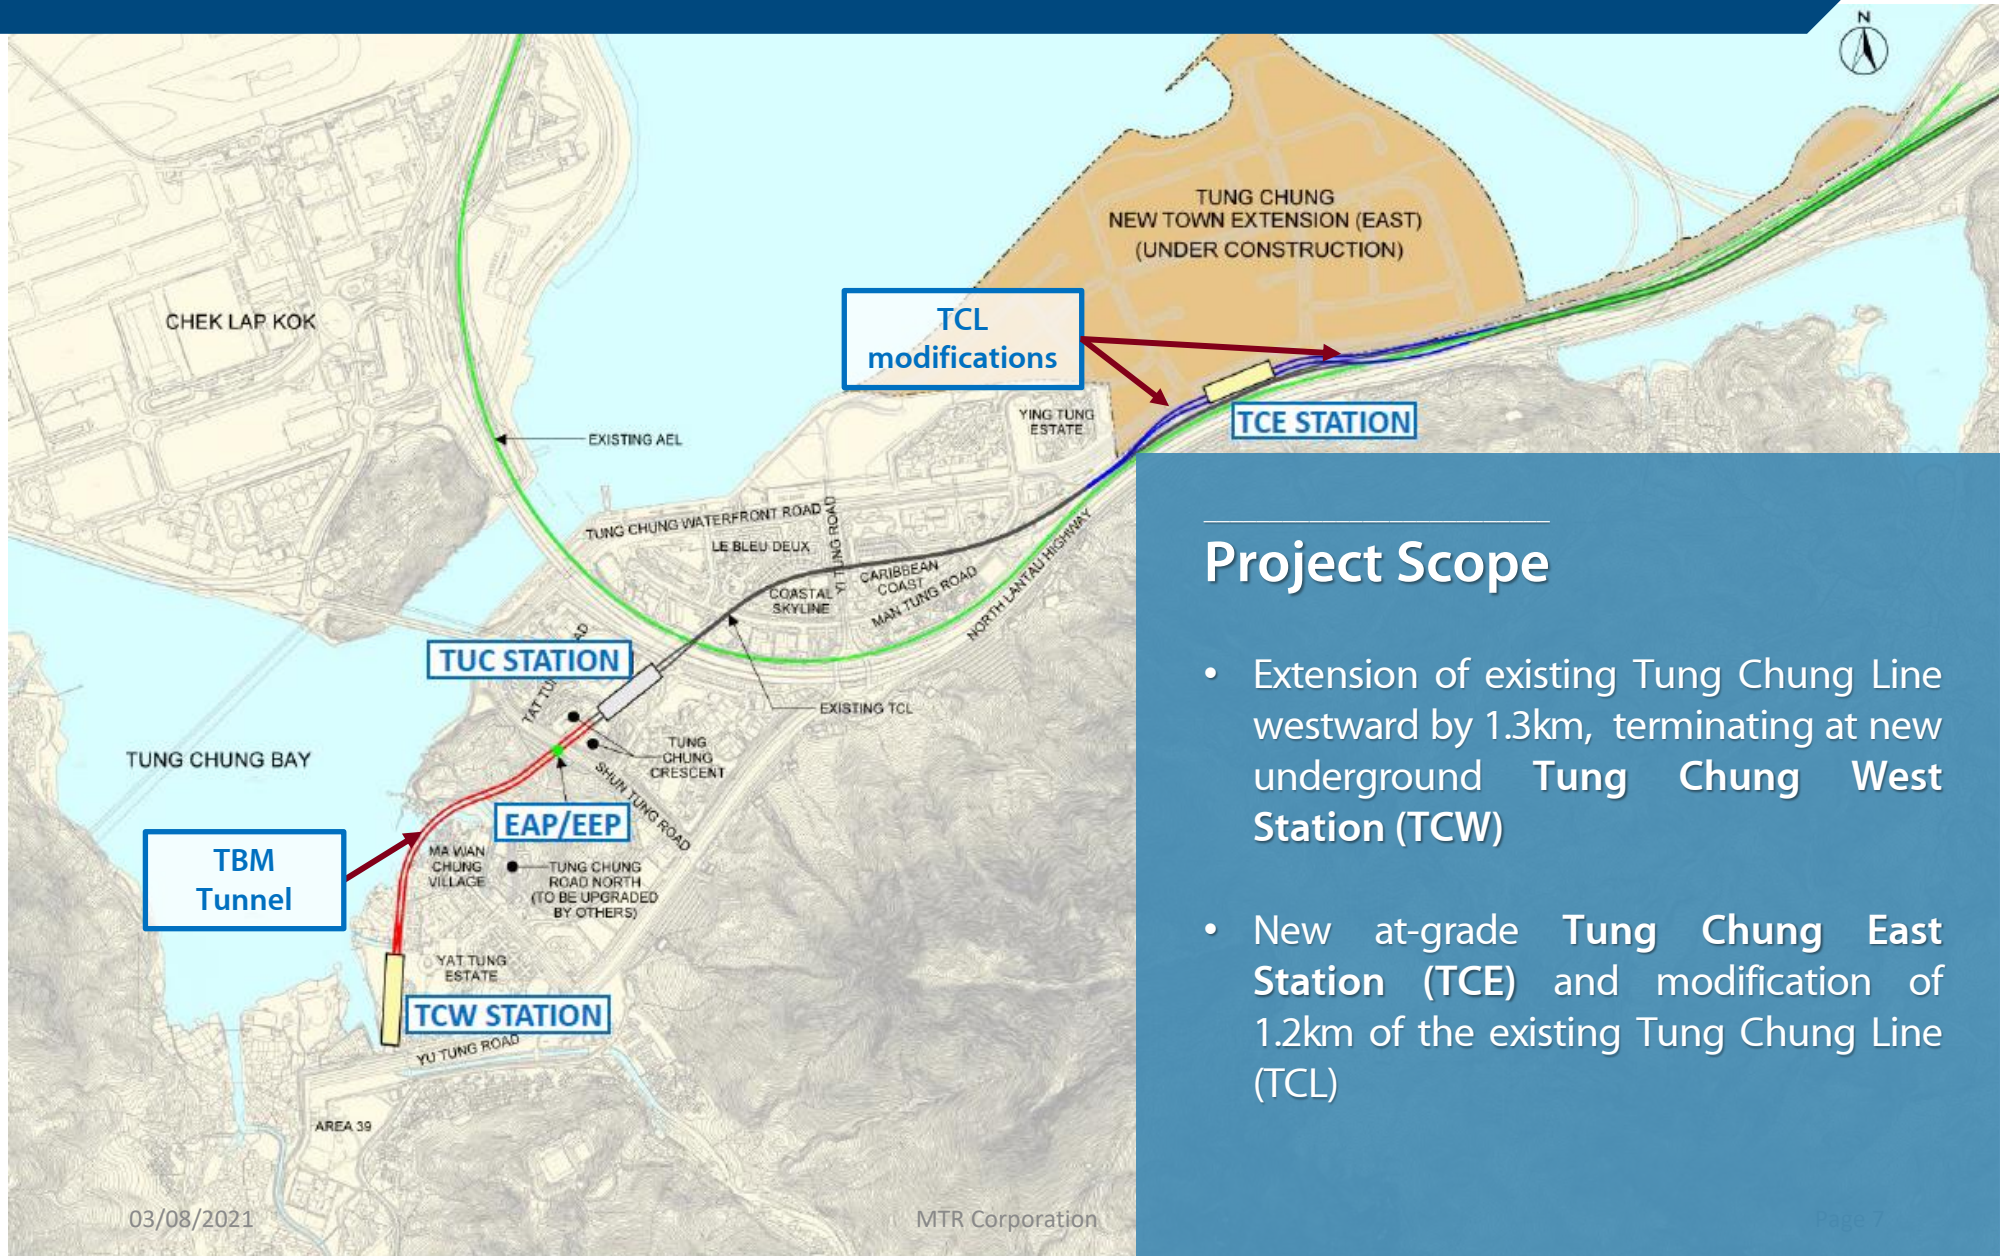 N
TUNG CHUNG
NEW TOWN EXTENSION (EAST)
(UNDER CONSTRUCTION)
CHEK LAP KOK
TCL
modifications
TCE STATION
YING TUNG
ESTATE
EXISTING AEL
TUNG CHUNG WATERFRONT ROAD
LE BLEU DEUX
YI TUNG ROAD
CARIBBEAN
COAST
COASTAL
SKYLINE
MAN TUNG ROAD
NORTH LANTAU HIGHWAY
TUC STATION
EXISTING TCL
TUNG
CHUNG
CRESCENT
SHUN TUNG ROAD
TUNG CHUNG BAY
EAP/EEP
TBM
Tunnel
MA WAN
CHUNG
VILLAGE
TUNG CHUNG
ROAD NORTH
(TO BE UPGRADED
BY OTHERS)
YAT TUNG
ESTATE
TCW STATION
YU TUNG ROAD
AREA 39
Project Scope
• Extension of existing Tung Chung Line
westward by 1.3km, terminating at new
underground Tung Chung West
Station (TCW)
• New at-grade Tung Chung East
Station (TCE) and modification of
1.2km of the existing Tung Chung Line
(TCL)
03/08/2021
MTR Corporation
Page 7